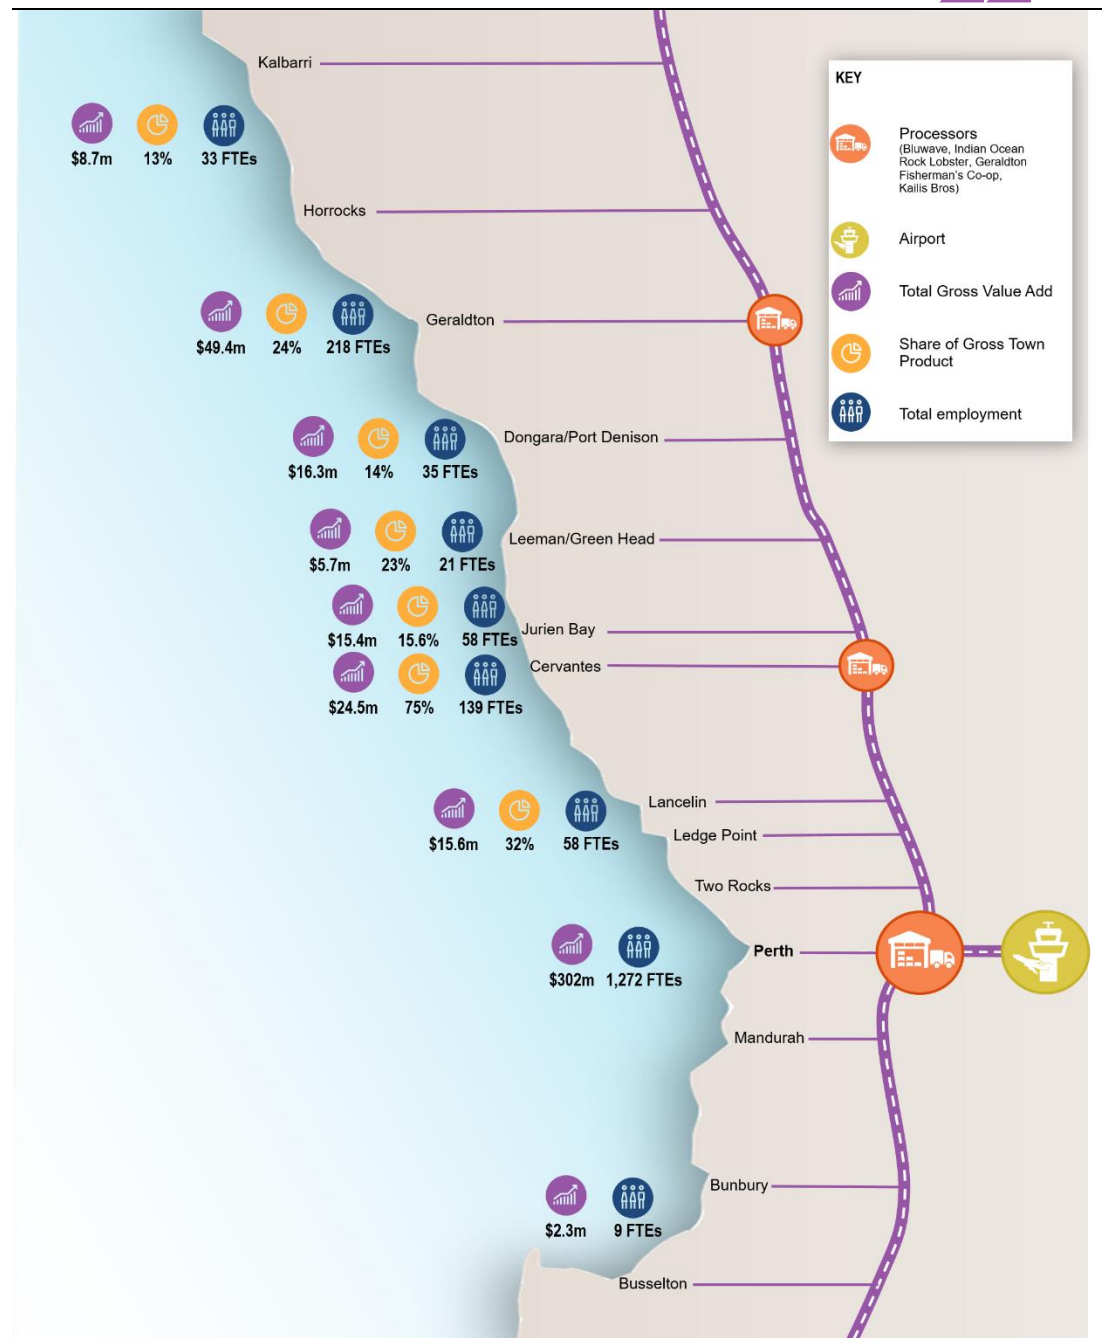 Kalbarri
KEY
Processors
(Bluwave, Indian Ocean
Rock Lobster, Geraldton
Fisherman's Co-op,
Kailis Bros)
Airport
Total Gross Value Add
Share of Gross Town
Product
Total employment
$8.7m 13% 33 FTEs
Horrocks
Geraldton
$49.4m 24% 218 FTEs
Dongara/Port Denison
$16.3m 14% 35 FTEs
Leeman/Green Head
$5.7m 23% 21 FTEs
Jurien Bay
$15.4m 15.6% 58 FTEs
Cervantes
$24.5m 75% 139 FTEs
Lancelin
Ledge Point
$15.6m 32% 58 FTEs
Two Rocks
Perth
$302m 1,272 FTEs
Mandurah
Bunbury
$2.3m 9 FTEs
Busselton